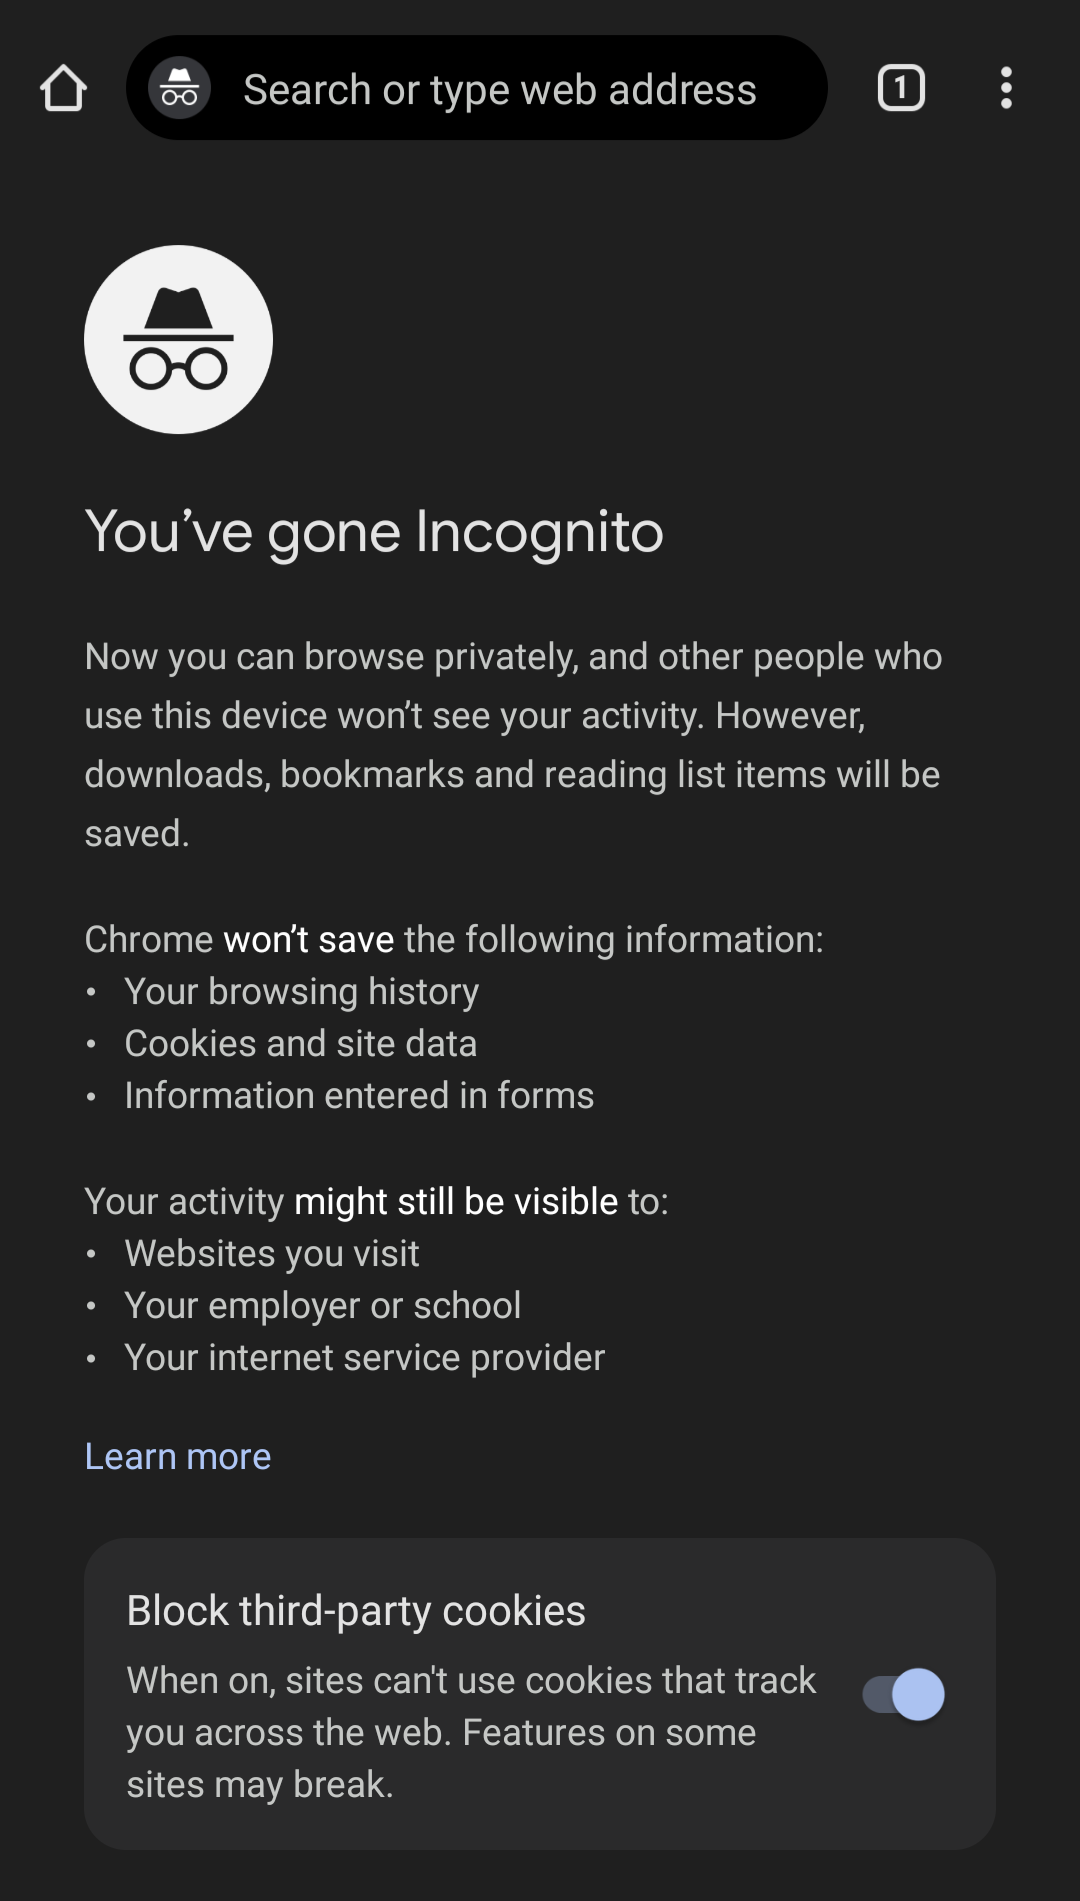 Search or type web address
1
You’ve gone Incognito
Now you can browse privately, and other people who
use this device won’t see your activity. However,
downloads, bookmarks and reading list items will be
saved.
Chrome won’t save the following information:
• Your browsing history
• Cookies and site data
• Information entered in forms
Your activity might still be visible to:
• Websites you visit
• Your employer or school
• Your internet service provider
Learn more
Block third-party cookies
When on, sites can't use cookies that track
you across the web. Features on some
sites may break.